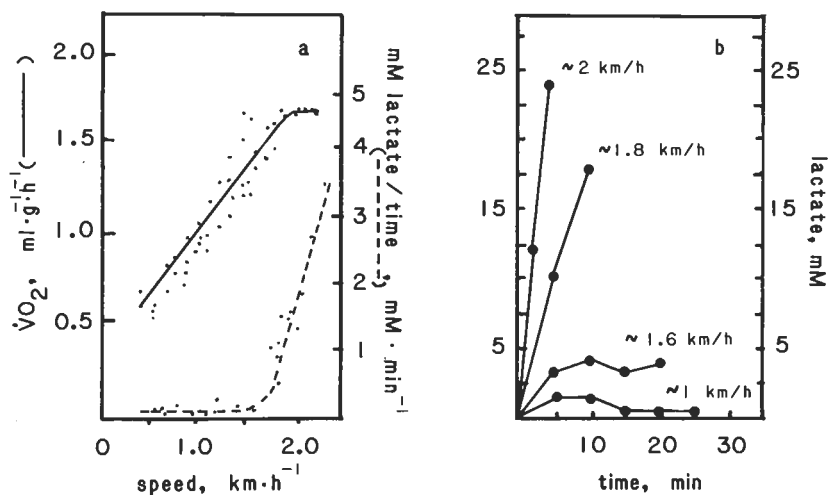 a
2.0
1.5
1.0
0.5
V̇O₂, ml·g⁻¹h⁻¹(——)
5
4
3
2
1
mM lactate/time, mM·min⁻¹
(----)
0 1.0 2.0
speed, km·h⁻¹
b
25
15
5
~2 km/h
~1.8 km/h
~1.6 km/h
~1 km/h
25
15
5
lactate, mM
10 20 30
time, min